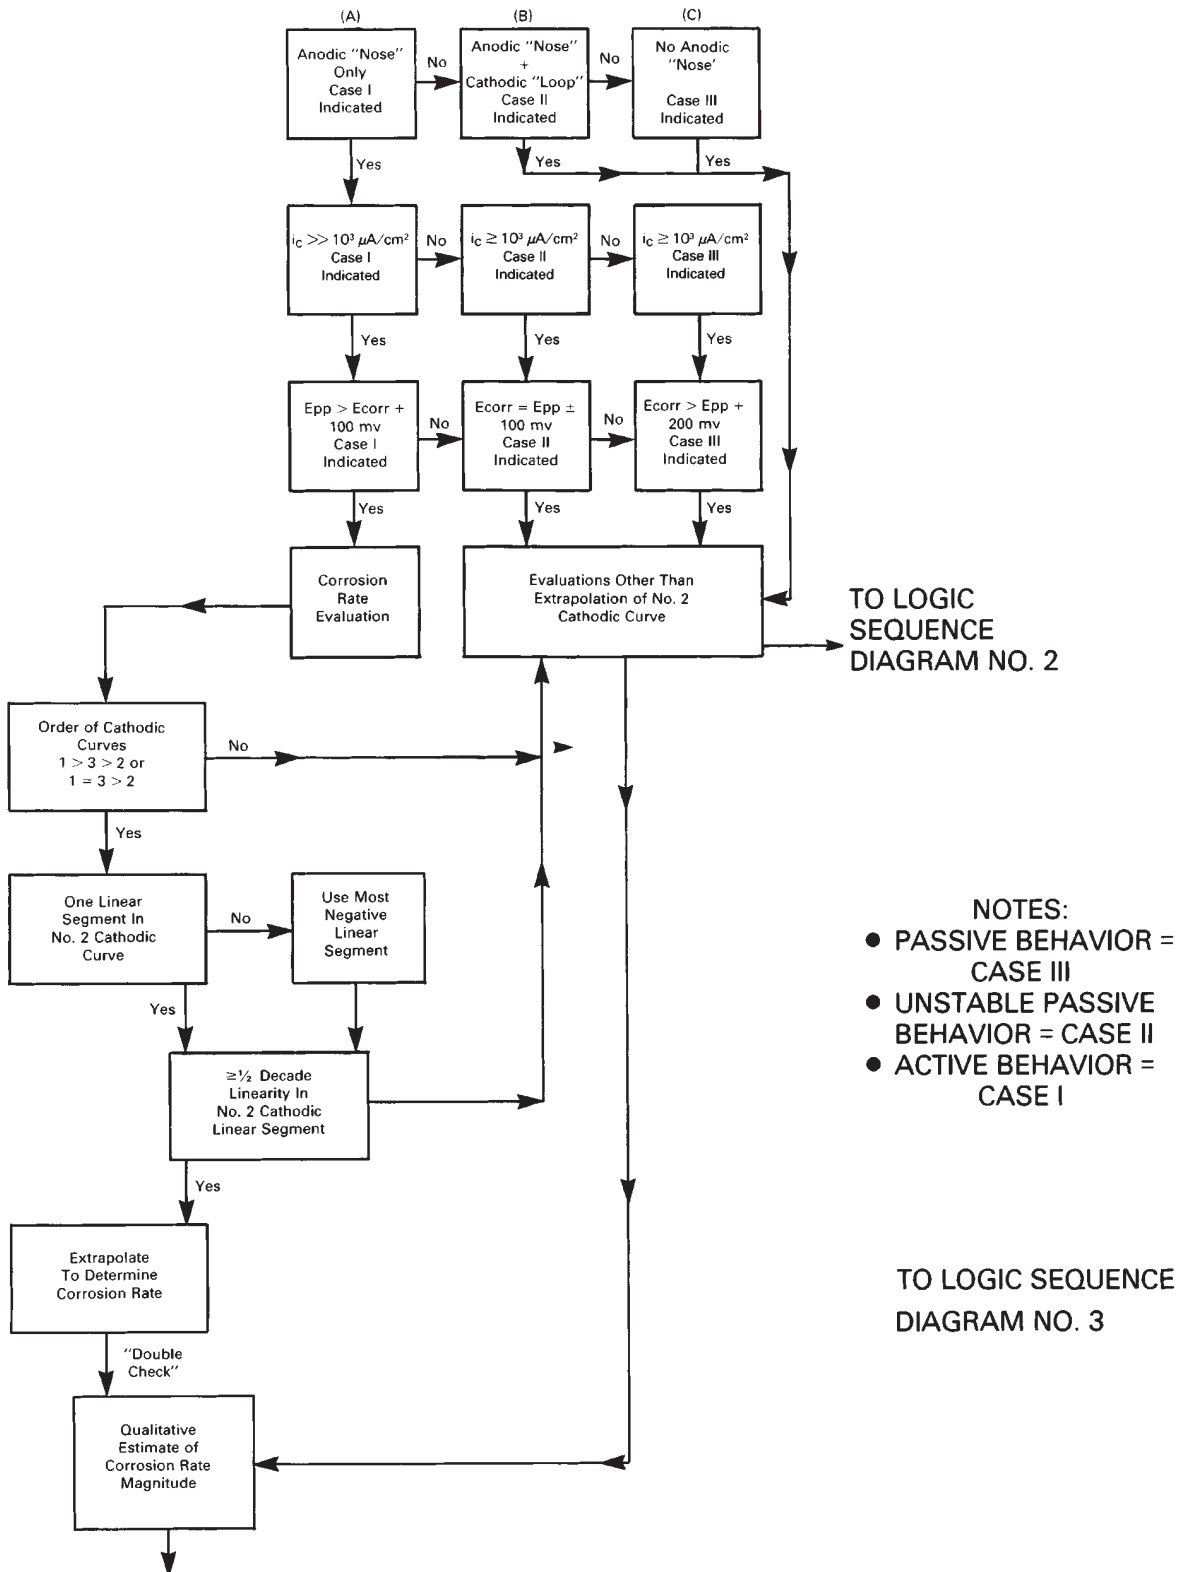 (A)
(B)
(C)
Anodic "Nose"
Only
Case I
Indicated
No
Anodic "Nose"
+
Cathodic "Loop"
Case II
Indicated
No
No Anodic
"Nose'
Case III
Indicated
Yes
Yes
Yes
ic >> 10³ μA/cm²
Case I
Indicated
No
ic ≥ 10³ μA/cm²
Case II
Indicated
No
ic ≥ 10³ μA/cm²
Case III
Indicated
Yes
Yes
Yes
Epp > Ecorr +
100 mv
Case I
Indicated
No
Ecorr = Epp ±
100 mv
Case II
Indicated
No
Ecorr > Epp +
200 mv
Case III
Indicated
Yes
Yes
Yes
Corrosion
Rate
Evaluation
Evaluations Other Than
Extrapolation of No. 2
Cathodic Curve
TO LOGIC
SEQUENCE
DIAGRAM NO. 2
Order of Cathodic
Curves
1 > 3 > 2 or
1 = 3 > 2
No
Yes
One Linear
Segment In
No. 2 Cathodic
Curve
No
Use Most
Negative
Linear
Segment
Yes
≥½ Decade
Linearity In
No. 2 Cathodic
Linear Segment
Yes
Extrapolate
To Determine
Corrosion Rate
"Double
Check"
Qualitative
Estimate of
Corrosion Rate
Magnitude
NOTES:
● PASSIVE BEHAVIOR =
CASE III
● UNSTABLE PASSIVE
BEHAVIOR = CASE II
● ACTIVE BEHAVIOR =
CASE I
TO LOGIC SEQUENCE
DIAGRAM NO. 3